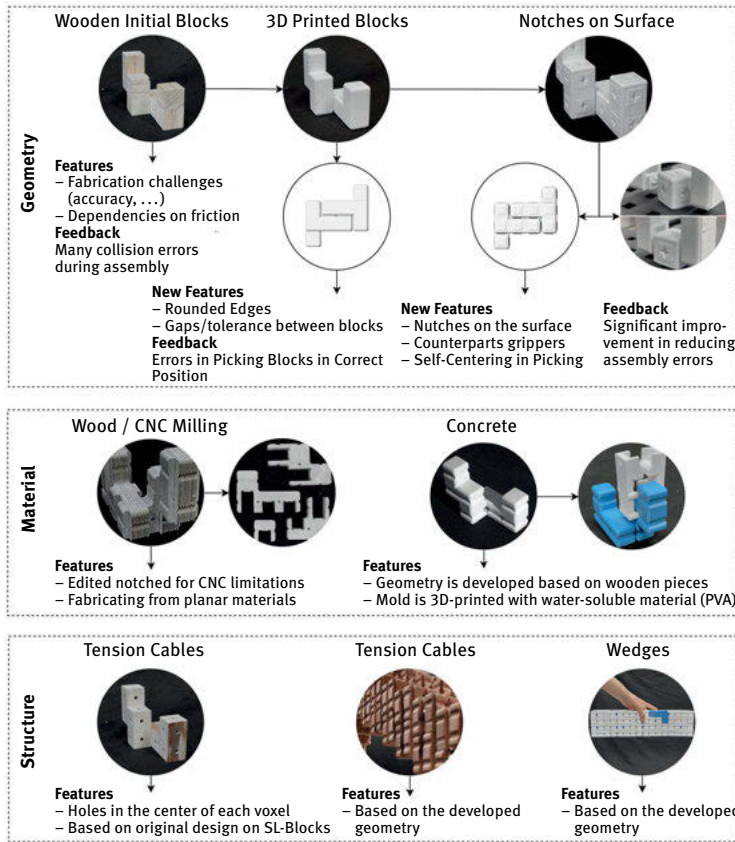 Wooden Initial Blocks
3D Printed Blocks
Notches on Surface
Geometry
Features
– Fabrication challenges
(accuracy, ...)
– Dependencies on friction
Feedback
Many collision errors
during assembly
New Features
– Rounded Edges
– Gaps/tolerance between blocks
Feedback
Errors in Picking Blocks in Correct
Position
New Features
– Nutches on the surface
– Counterparts grippers
– Self-Centering in Picking
Feedback
Significant impro-
vement in reducing
assembly errors
Wood / CNC Milling
Concrete
Material
Features
– Edited notched for CNC limitations
– Fabricating from planar materials
Features
– Geometry is developed based on wooden pieces
– Mold is 3D-printed with water-soluble material (PVA)
Tension Cables
Tension Cables
Wedges
Structure
Features
– Holes in the center of each voxel
– Based on original design on SL-Blocks
Features
– Based on the developed
geometry
Features
– Based on the developed
geometry